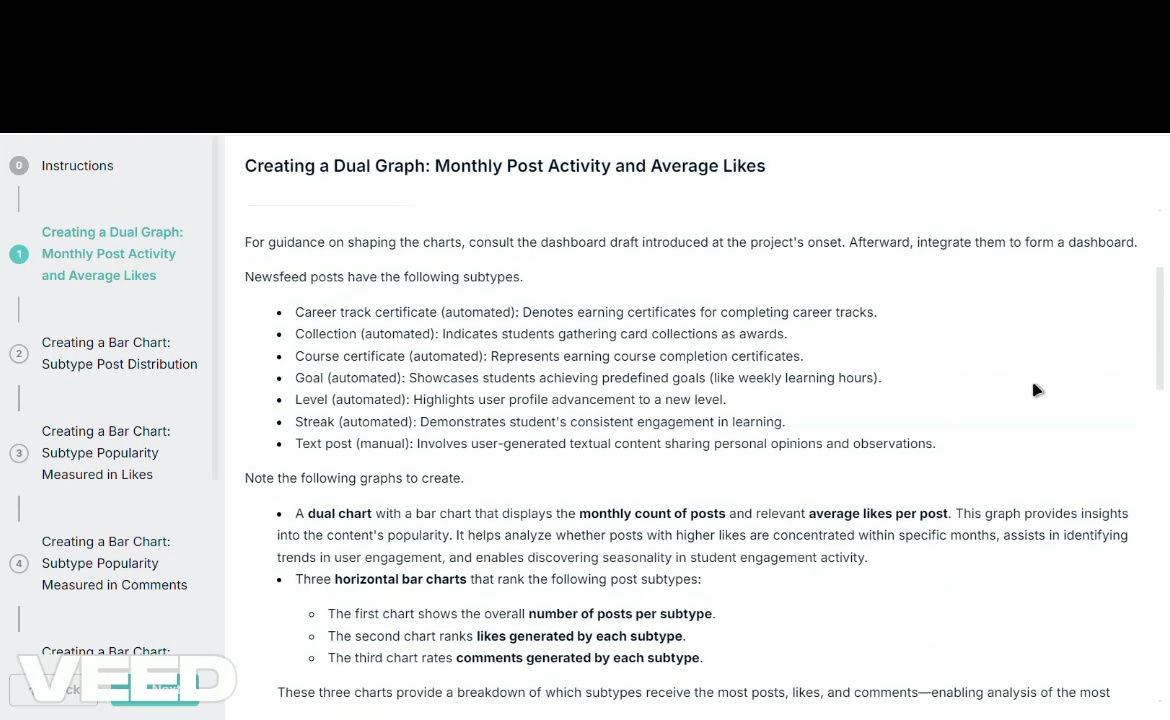 0
Instructions
1
Creating a Dual Graph:
Monthly Post Activity
and Average Likes
2
Creating a Bar Chart:
Subtype Post Distribution
3
Creating a Bar Chart:
Subtype Popularity
Measured in Likes
4
Creating a Bar Chart:
Subtype Popularity
Measured in Comments
Creating a Bar Chart:
VEED
Creating a Dual Graph: Monthly Post Activity and Average Likes
For guidance on shaping the charts, consult the dashboard draft introduced at the project's onset. Afterward, integrate them to form a dashboard.
Newsfeed posts have the following subtypes.
• Career track certificate (automated): Denotes earning certificates for completing career tracks.
• Collection (automated): Indicates students gathering card collections as awards.
• Course certificate (automated): Represents earning course completion certificates.
• Goal (automated): Showcases students achieving predefined goals (like weekly learning hours).
• Level (automated): Highlights user profile advancement to a new level.
• Streak (automated): Demonstrates student's consistent engagement in learning.
• Text post (manual): Involves user-generated textual content sharing personal opinions and observations.
Note the following graphs to create.
• A dual chart with a bar chart that displays the monthly count of posts and relevant average likes per post. This graph provides insights
into the content's popularity. It helps analyze whether posts with higher likes are concentrated within specific months, assists in identifying
trends in user engagement, and enables discovering seasonality in student engagement activity.
• Three horizontal bar charts that rank the following post subtypes:
○ The first chart shows the overall number of posts per subtype.
○ The second chart ranks likes generated by each subtype.
○ The third chart rates comments generated by each subtype.
These three charts provide a breakdown of which subtypes receive the most posts, likes, and comments—enabling analysis of the most